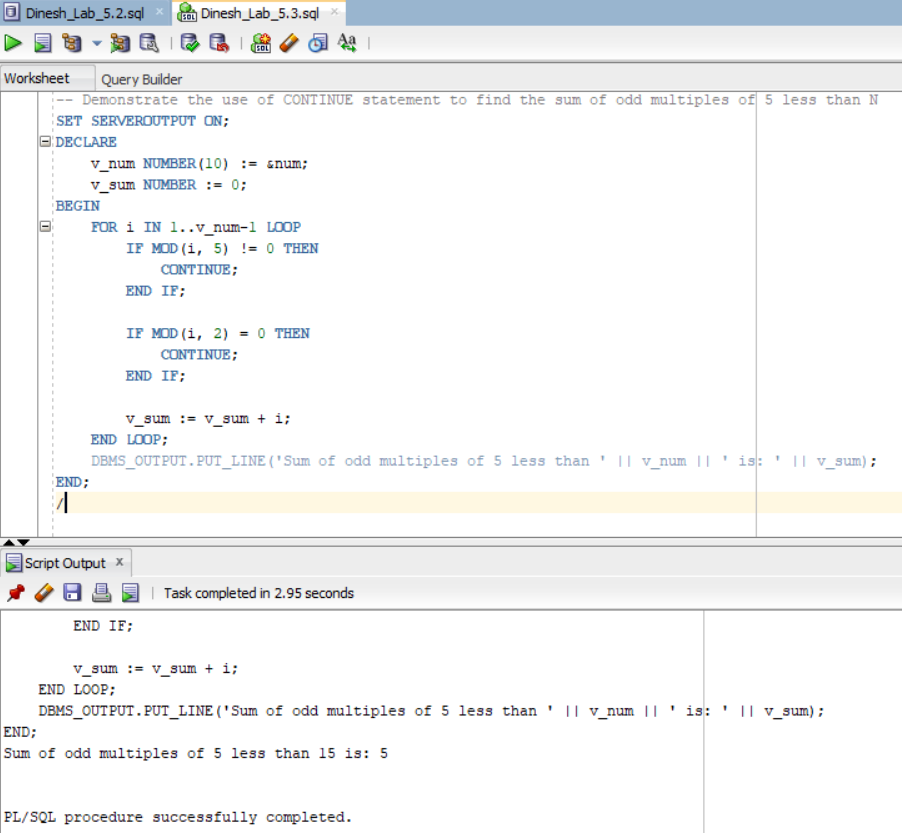 Dinesh_Lab_5.2.sql × Dinesh_Lab_5.3.sql ×
Worksheet Query Builder
-- Demonstrate the use of CONTINUE statement to find the sum of odd multiples of 5 less than N
SET SERVEROUTPUT ON;
DECLARE
    v_num NUMBER(10) := &num;
    v_sum NUMBER := 0;
BEGIN
    FOR i IN 1..v_num-1 LOOP
        IF MOD(i, 5) != 0 THEN
            CONTINUE;
        END IF;
        IF MOD(i, 2) = 0 THEN
            CONTINUE;
        END IF;
        v_sum := v_sum + i;
    END LOOP;
    DBMS_OUTPUT.PUT_LINE('Sum of odd multiples of 5 less than ' || v_num || ' is: ' || v_sum);
END;
/
Script Output ×
Task completed in 2.95 seconds
        END IF;
        v_sum := v_sum + i;
    END LOOP;
    DBMS_OUTPUT.PUT_LINE('Sum of odd multiples of 5 less than ' || v_num || ' is: ' || v_sum);
END;
Sum of odd multiples of 5 less than 15 is: 5
PL/SQL procedure successfully completed.